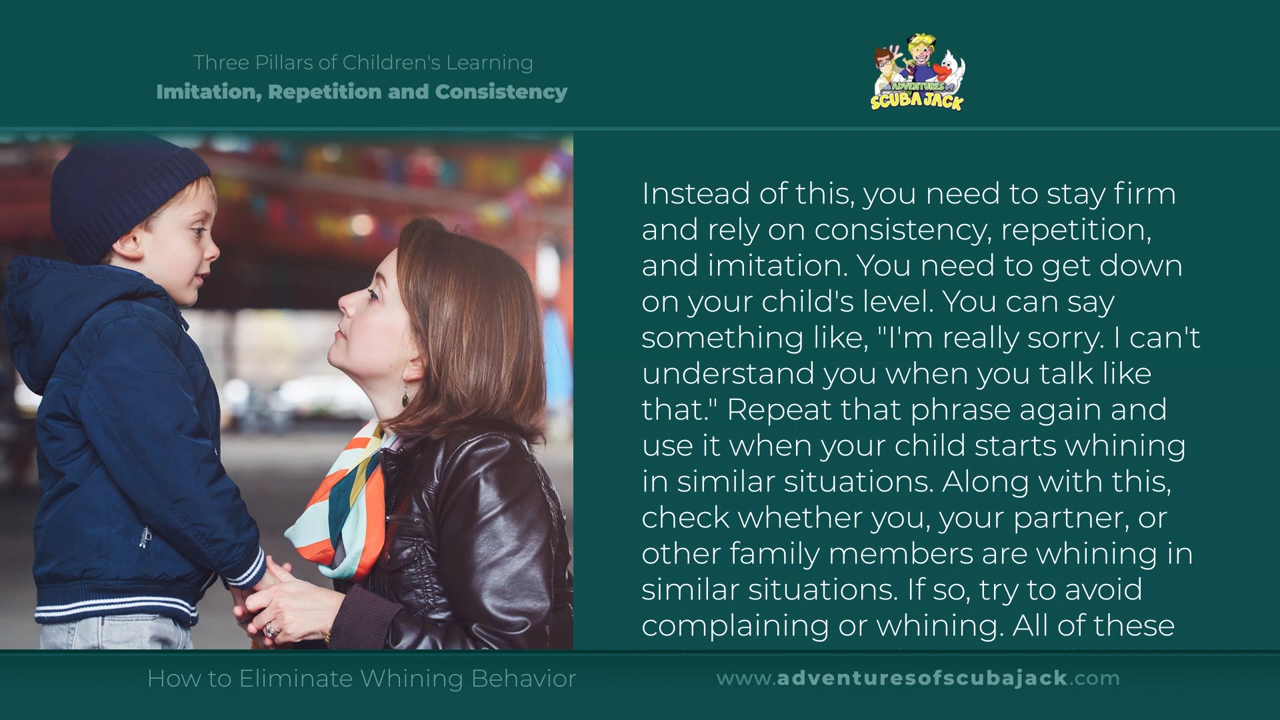 Three Pillars of Children's Learning
Imitation, Repetition and Consistency
ADVENTURES OF
SCUBA JACK
Instead of this, you need to stay firm
and rely on consistency, repetition,
and imitation. You need to get down
on your child's level. You can say
something like, "I'm really sorry. I can't
understand you when you talk like
that." Repeat that phrase again and
use it when your child starts whining
in similar situations. Along with this,
check whether you, your partner, or
other family members are whining in
similar situations. If so, try to avoid
complaining or whining. All of these
How to Eliminate Whining Behavior
www.adventuresofscubajack.com